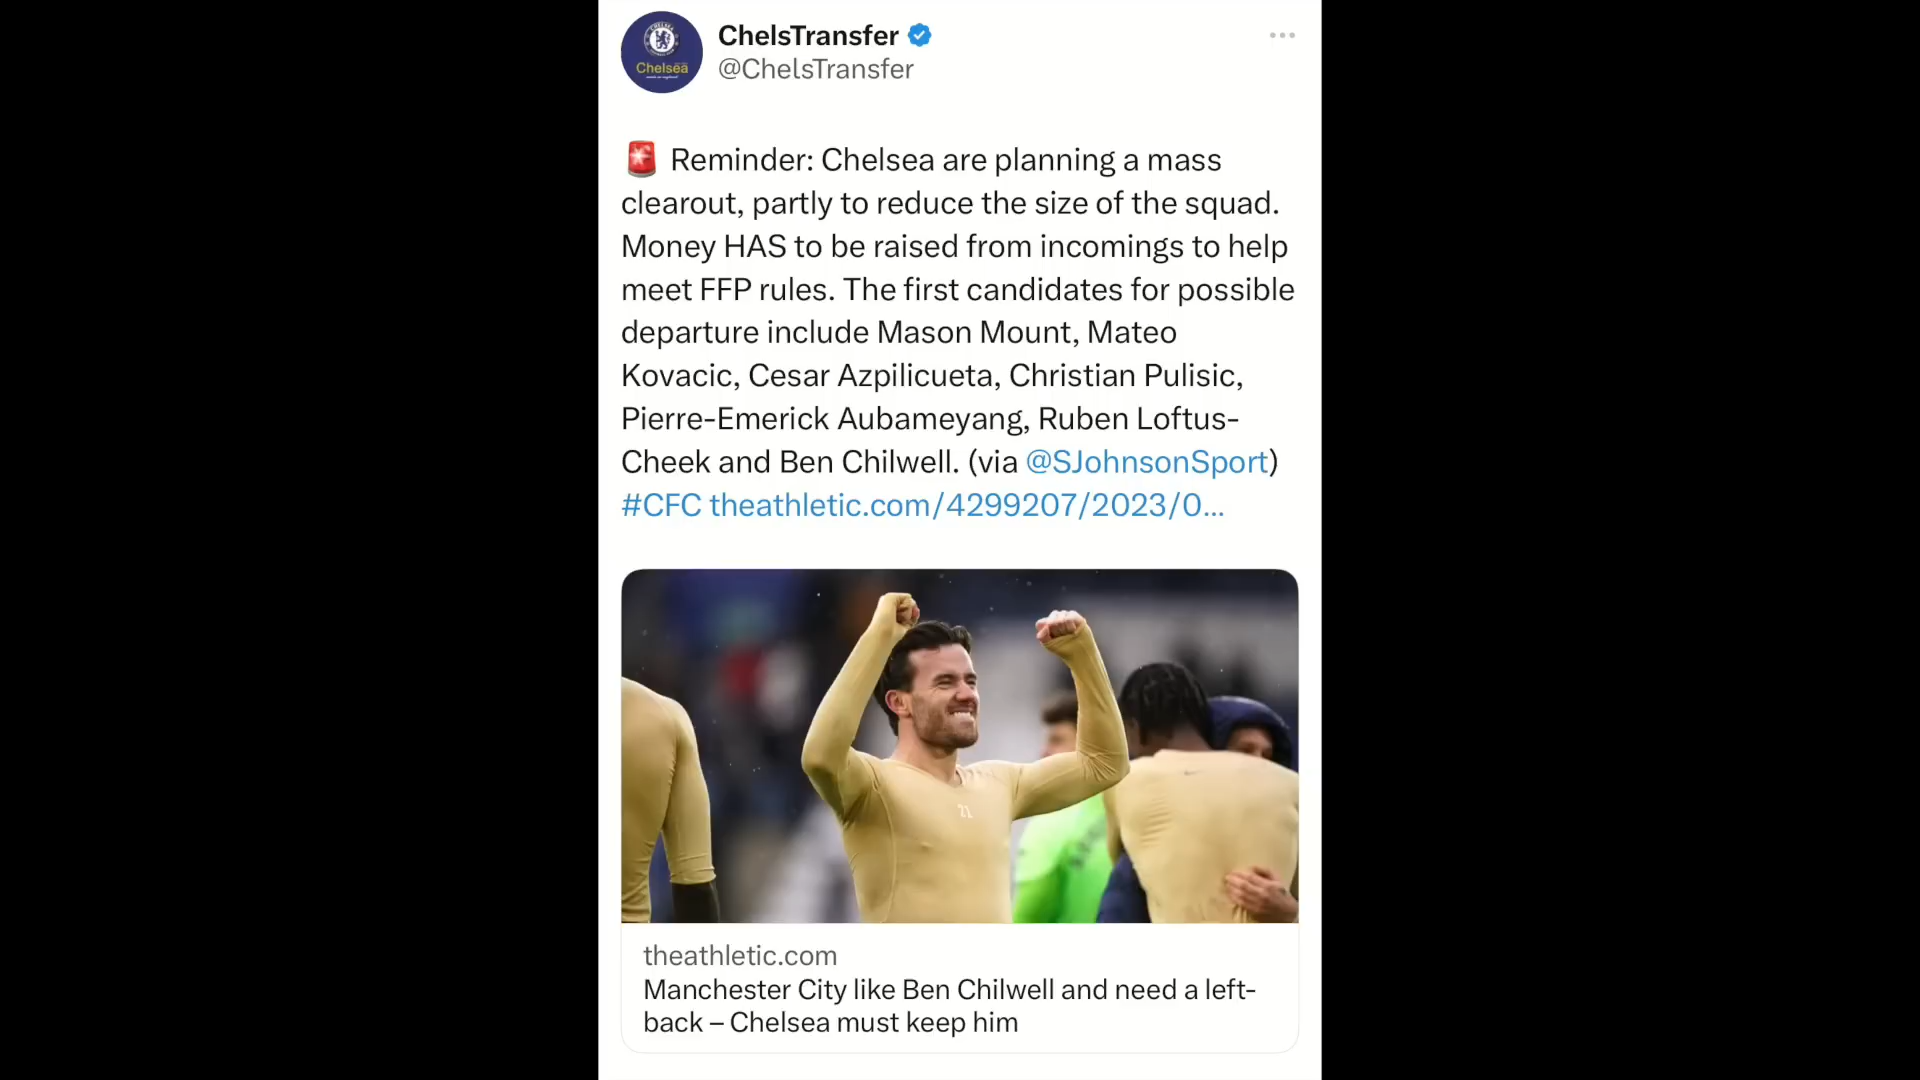 ChelsTransfer
@ChelsTransfer
Chelsea
Reminder: Chelsea are planning a mass
clearout, partly to reduce the size of the squad.
Money HAS to be raised from incomings to help
meet FFP rules. The first candidates for possible
departure include Mason Mount, Mateo
Kovacic, Cesar Azpilicueta, Christian Pulisic,
Pierre-Emerick Aubameyang, Ruben Loftus-
Cheek and Ben Chilwell. (via @SJohnsonSport)
#CFC theathletic.com/4299207/2023/0...
21
theathletic.com
Manchester City like Ben Chilwell and need a left-
back – Chelsea must keep him